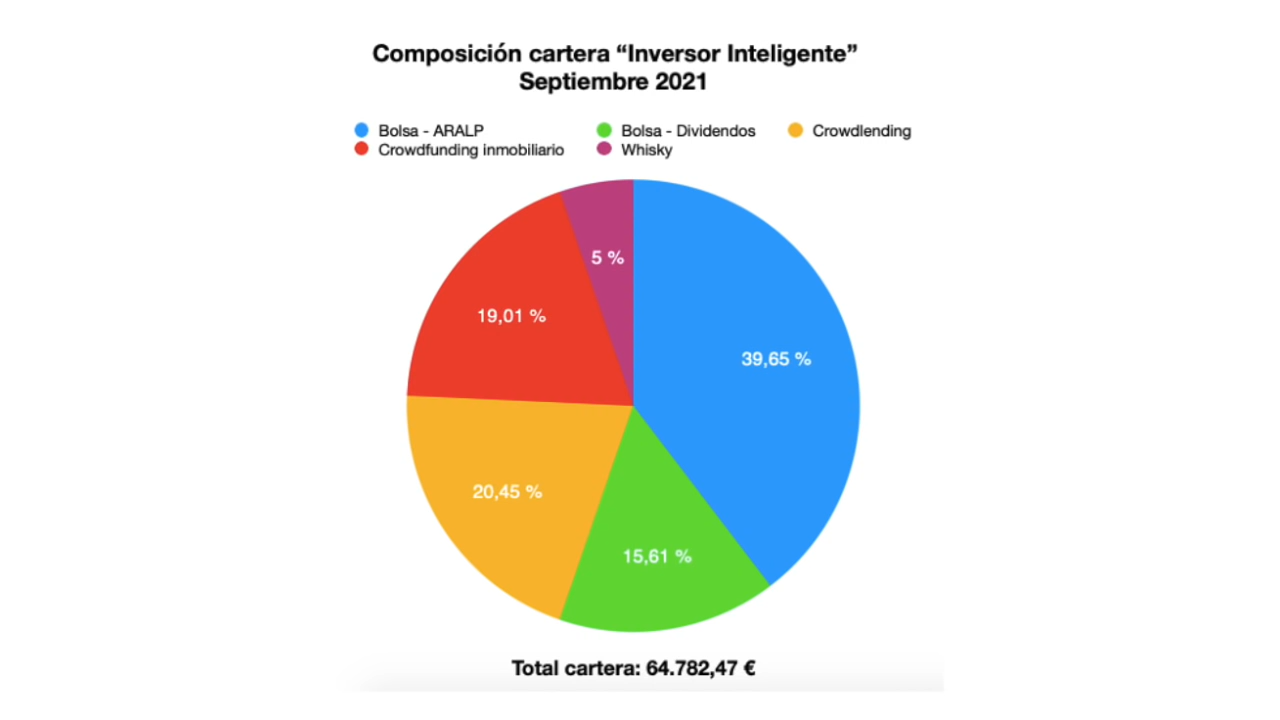 Composición cartera “Inversor Inteligente”
Septiembre 2021
Bolsa - ARALP
Bolsa - Dividendos
Crowdlending
Crowdfunding inmobiliario
Whisky
5 %
19,01 %
39,65 %
20,45 %
15,61 %
Total cartera: 64.782,47 €